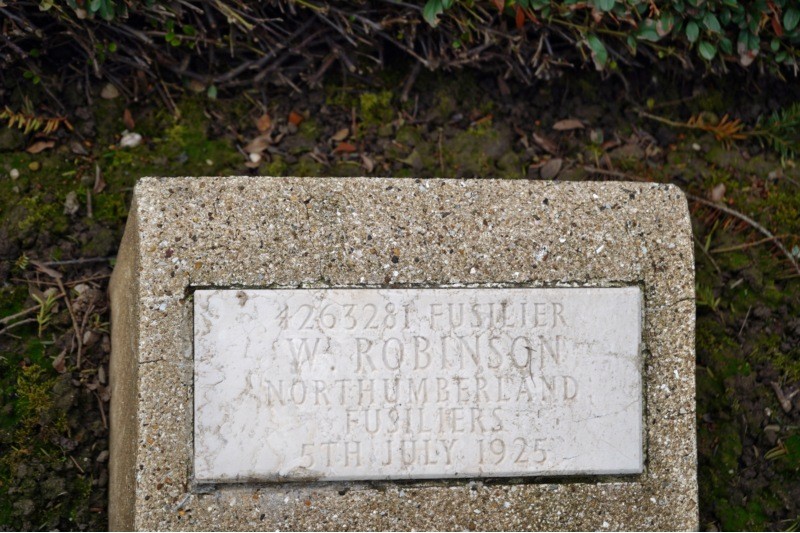 4263281 FUSILIER
W. ROBINSON
NORTHUMBERLAND
FUSILIERS
5TH JULY 1925